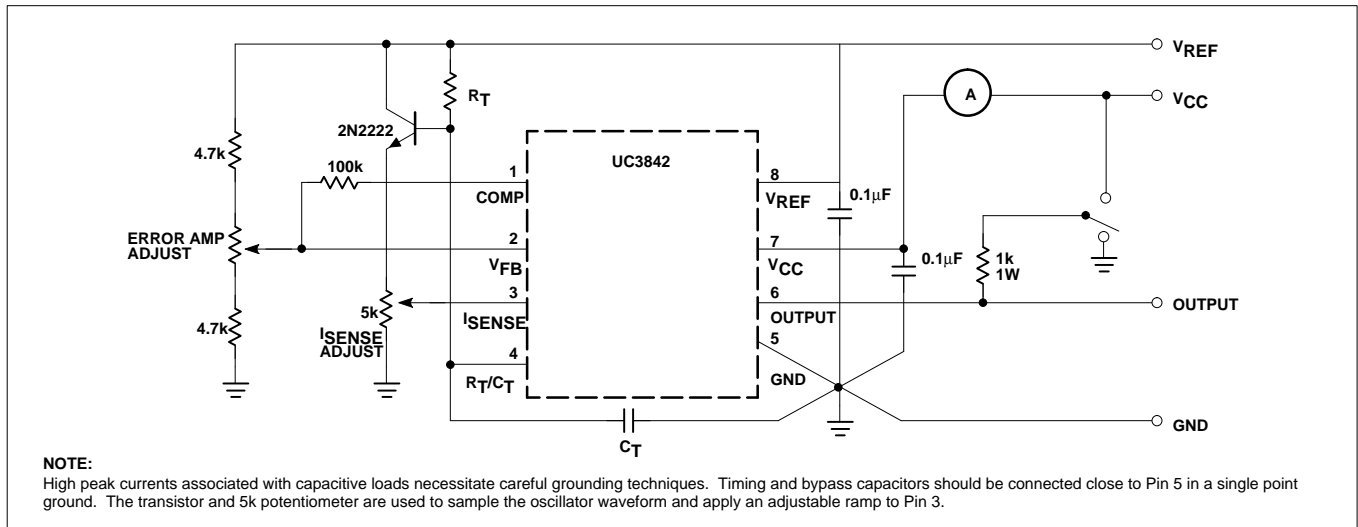 VREF
A
VCC
RT
2N2222
4.7k
100k
UC3842
1
COMP
8
VREF
0.1µF
ERROR AMP
ADJUST
2
VFB
7
VCC
0.1µF
1k
1W
3
ISENSE
5k
6
OUTPUT
OUTPUT
4.7k
ISENSE
ADJUST
4
RT/CT
5
GND
GND
CT
NOTE:
High peak currents associated with capacitive loads necessitate careful grounding techniques. Timing and bypass capacitors should be connected close to Pin 5 in a single point
ground. The transistor and 5k potentiometer are used to sample the oscillator waveform and apply an adjustable ramp to Pin 3.